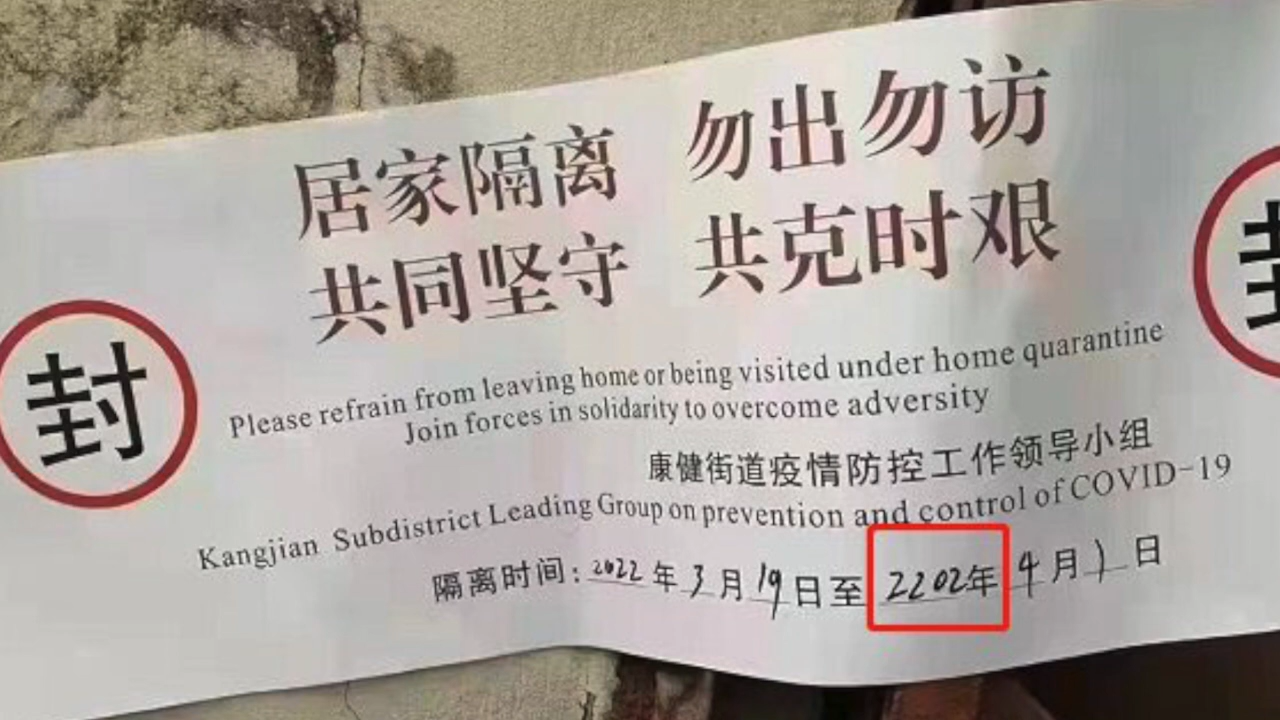 居家隔离 勿出勿访
共同坚守 共克时艰
封
封
Please refrain from leaving home or being visited under home quarantine
Join forces in solidarity to overcome adversity
康健街道疫情防控工作领导小组
Kangjian Subdistrict Leading Group on prevention and control of COVID-19
隔离时间:2022年3月19日至2202年4月1日